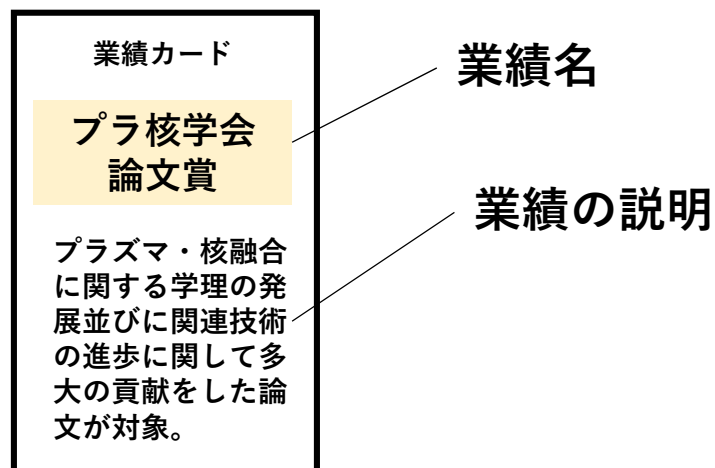 業績カード
プラ核学会
論文賞
プラズマ・核融合
に関する学理の発
展並びに関連技術
の進歩に関して多
大の貢献をした論
文が対象。
業績名
業績の説明